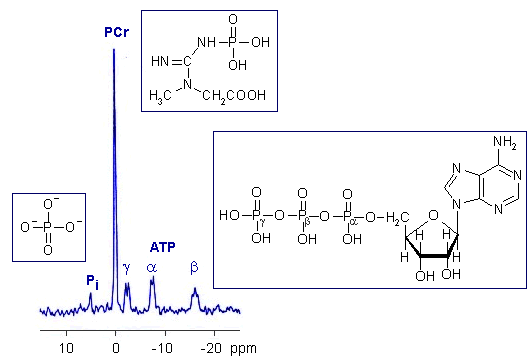 PCr
O
NH–P–OH
HN=C OH
N
H₃C CH₂COOH
NH₂
N N
O O O N N
HO–P–O–P–O–P–O–H₂C O
γ β α
OH OH OH H H H H
OH OH
O⁻
O⁻–P–O⁻
O
ATP
Pi γ α β
10 0 -10 -20 ppm